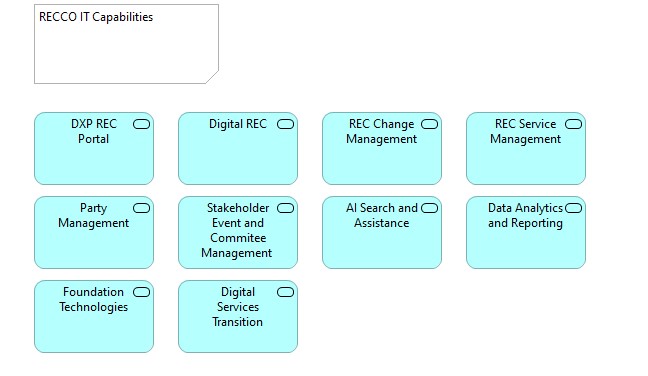 RECCO IT Capabilities
DXP REC
Portal
Digital REC
REC Change
Management
REC Service
Management
Party
Management
Stakeholder
Event and
Commitee
Management
AI Search and
Assistance
Data Analytics
and Reporting
Foundation
Technologies
Digital
Services
Transition